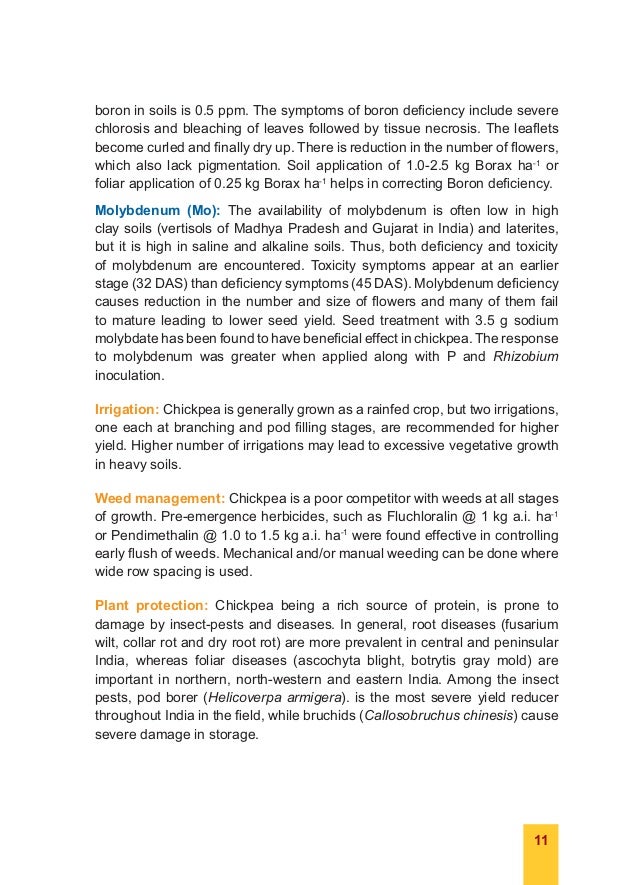 boron in soils is 0.5 ppm. The symptoms of boron deficiency include severe
chlorosis and bleaching of leaves followed by tissue necrosis. The leaflets
become curled and finally dry up. There is reduction in the number of flowers,
which also lack pigmentation. Soil application of 1.0-2.5 kg Borax ha-1 or
foliar application of 0.25 kg Borax ha-1 helps in correcting Boron deficiency.
Molybdenum (Mo): The availability of molybdenum is often low in high
clay soils (vertisols of Madhya Pradesh and Gujarat in India) and laterites,
but it is high in saline and alkaline soils. Thus, both deficiency and toxicity
of molybdenum are encountered. Toxicity symptoms appear at an earlier
stage (32 DAS) than deficiency symptoms (45 DAS). Molybdenum deficiency
causes reduction in the number and size of flowers and many of them fail
to mature leading to lower seed yield. Seed treatment with 3.5 g sodium
molybdate has been found to have beneficial effect in chickpea. The response
to molybdenum was greater when applied along with P and Rhizobium
inoculation.
Irrigation: Chickpea is generally grown as a rainfed crop, but two irrigations,
one each at branching and pod filling stages, are recommended for higher
yield. Higher number of irrigations may lead to excessive vegetative growth
in heavy soils.
Weed management: Chickpea is a poor competitor with weeds at all stages
of growth. Pre-emergence herbicides, such as Fluchloralin @ 1 kg a.i. ha-1
or Pendimethalin @ 1.0 to 1.5 kg a.i. ha-1 were found effective in controlling
early flush of weeds. Mechanical and/or manual weeding can be done where
wide row spacing is used.
Plant protection: Chickpea being a rich source of protein, is prone to
damage by insect-pests and diseases. In general, root diseases (fusarium
wilt, collar rot and dry root rot) are more prevalent in central and peninsular
India, whereas foliar diseases (ascochyta blight, botrytis gray mold) are
important in northern, north-western and eastern India. Among the insect
pests, pod borer (Helicoverpa armigera). is the most severe yield reducer
throughout India in the field, while bruchids (Callosobruchus chinesis) cause
severe damage in storage.
11